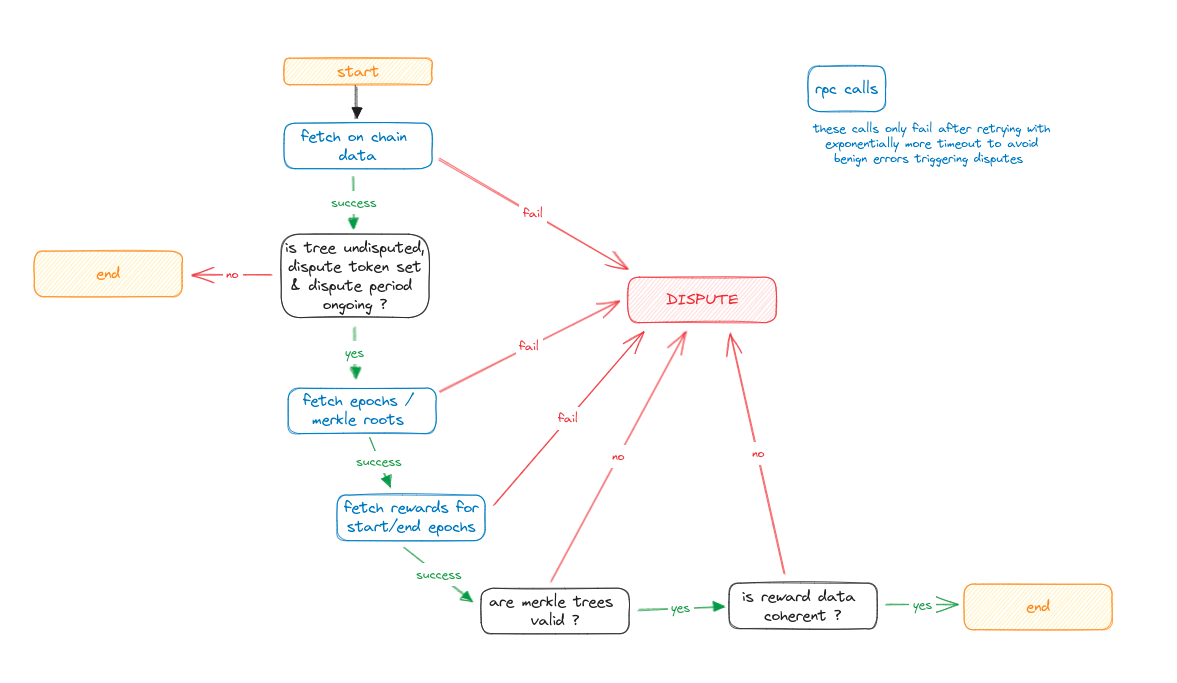 start
rpc calls
these calls only fail after retrying with
exponentially more timeout to avoid
benign errors triggering disputes
fetch on chain
data
success
fail
is tree undisputed,
dispute token set
& dispute period
ongoing ?
no
end
DISPUTE
yes
fail
fetch epochs /
merkle roots
fail
success
no
no
fetch rewards for
start/end epochs
success
are merkle trees
valid ?
yes
is reward data
coherent ?
yes
end